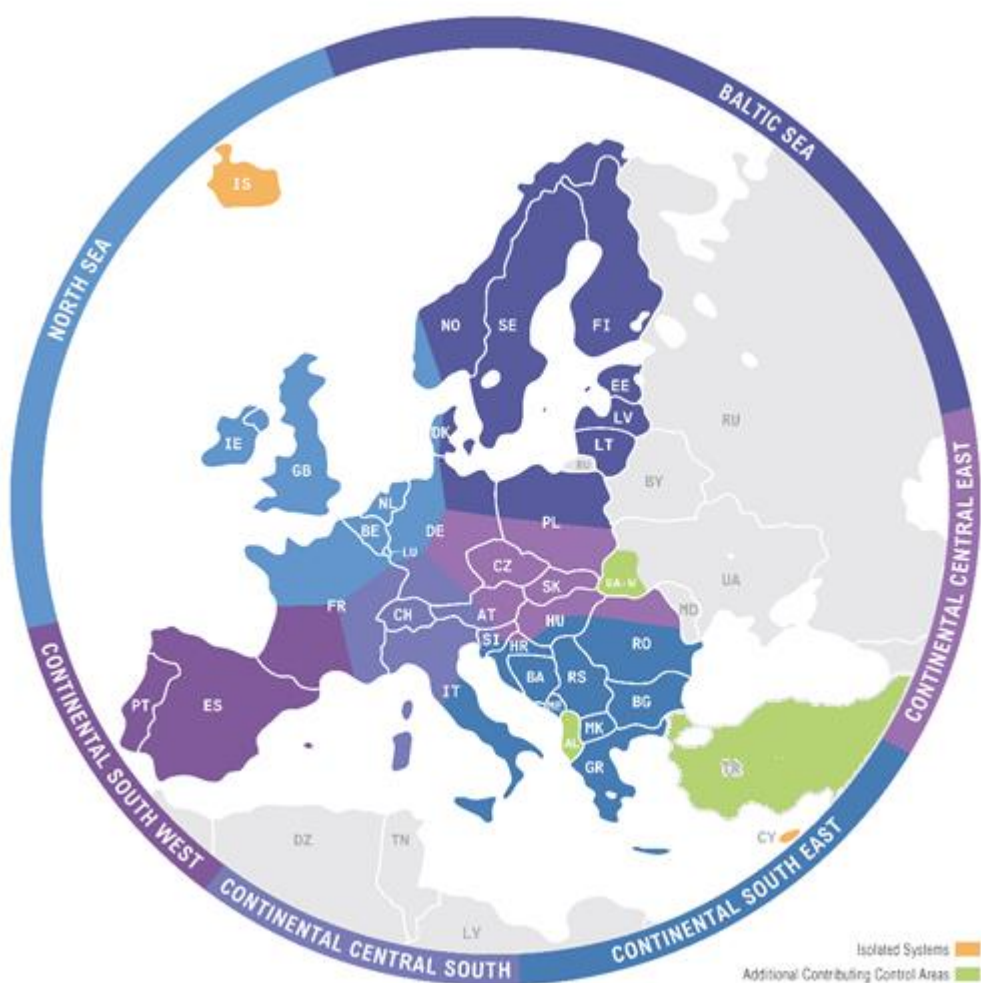 BALTIC SEA
IS
NORTH SEA
NO
SE
FI
EE
RU
LV
DK
IE
LT
RU
GB
BY
NL
PL
BE
DE
LU
CZ
UA
SK
UA-W
FR
CH
AT
HU
MD
SI
HR
RO
CONTINENTAL CENTRAL EAST
BA
RS
IT
PT
ES
BG
MK
AL
GR
TR
CY
DZ
TN
LY
CONTINENTAL SOUTH WEST
CONTINENTAL CENTRAL SOUTH
CONTINENTAL SOUTH EAST
Isolated Systems
Additional Contributing Control Areas